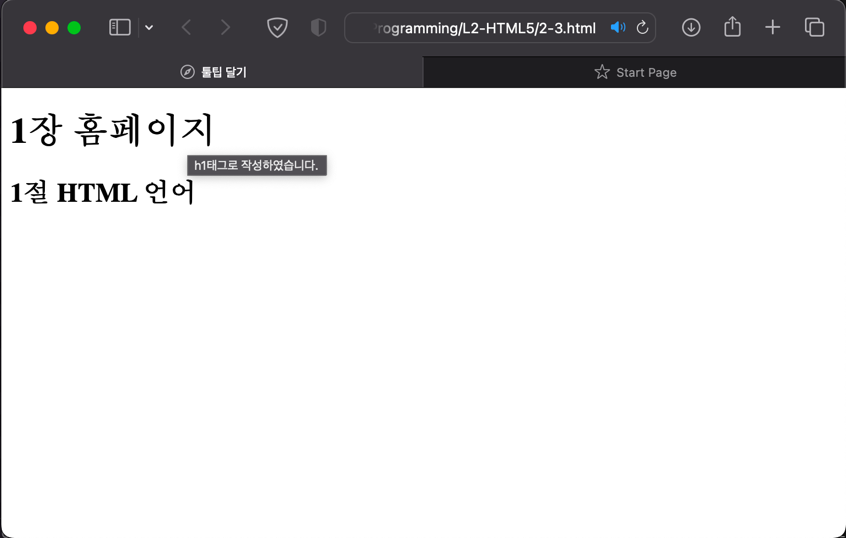 rogramming/L2-HTML5/2-3.html
툴팁 달기
Start Page
1장 홈페이지
h1태그로 작성하였습니다.
1절 HTML 언어